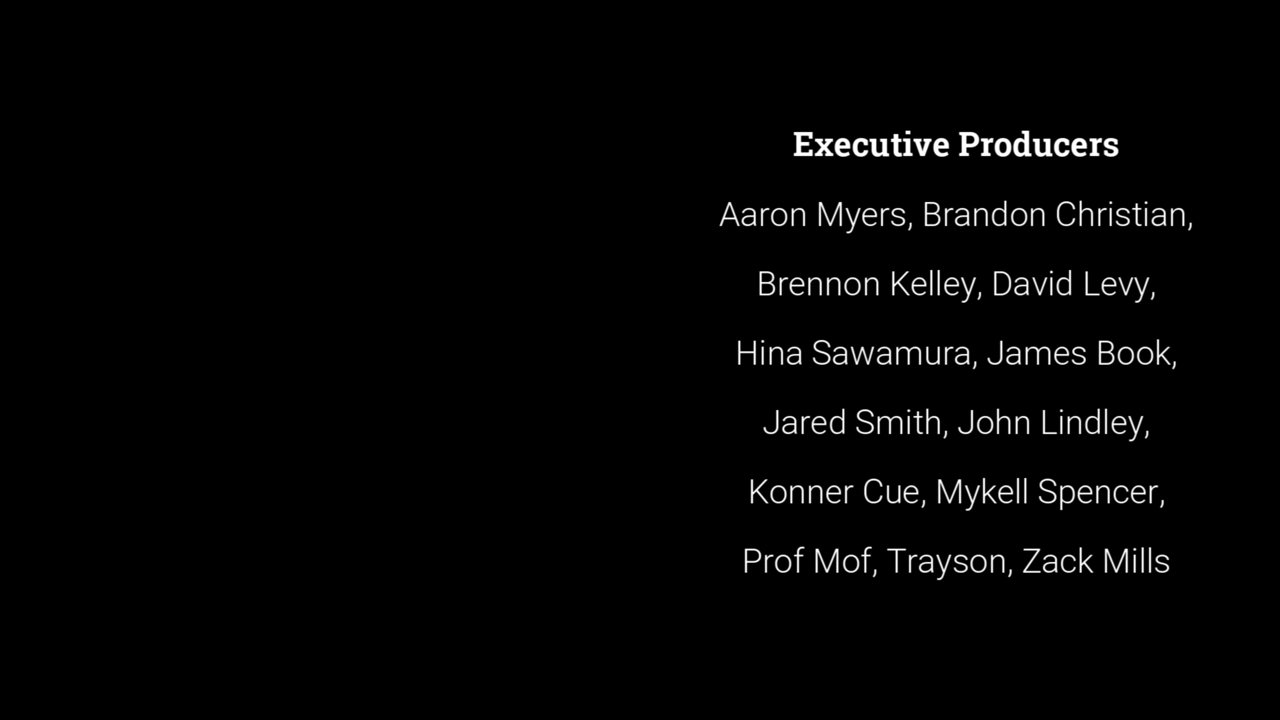 Executive Producers
Aaron Myers, Brandon Christian,
Brennon Kelley, David Levy,
Hina Sawamura, James Book,
Jared Smith, John Lindley,
Konner Cue, Mykell Spencer,
Prof Mof, Trayson, Zack Mills